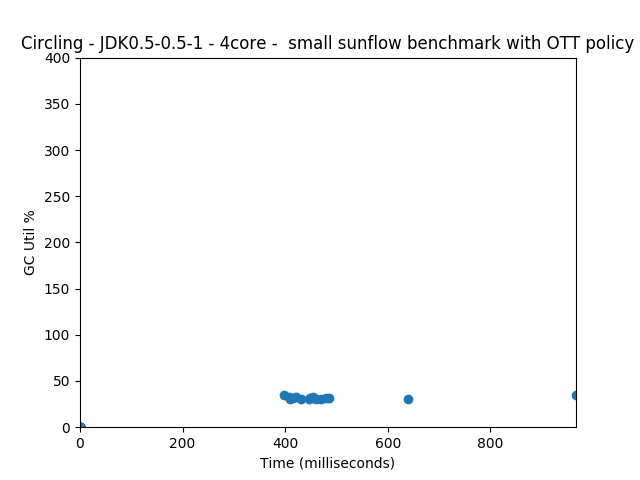 Circling - JDK0.5-0.5-1 - 4core -  small sunflow benchmark with OTT policy
400
350
300
250
200
150
100
50
0
GC Util %
0 200 400 600 800
Time (milliseconds)